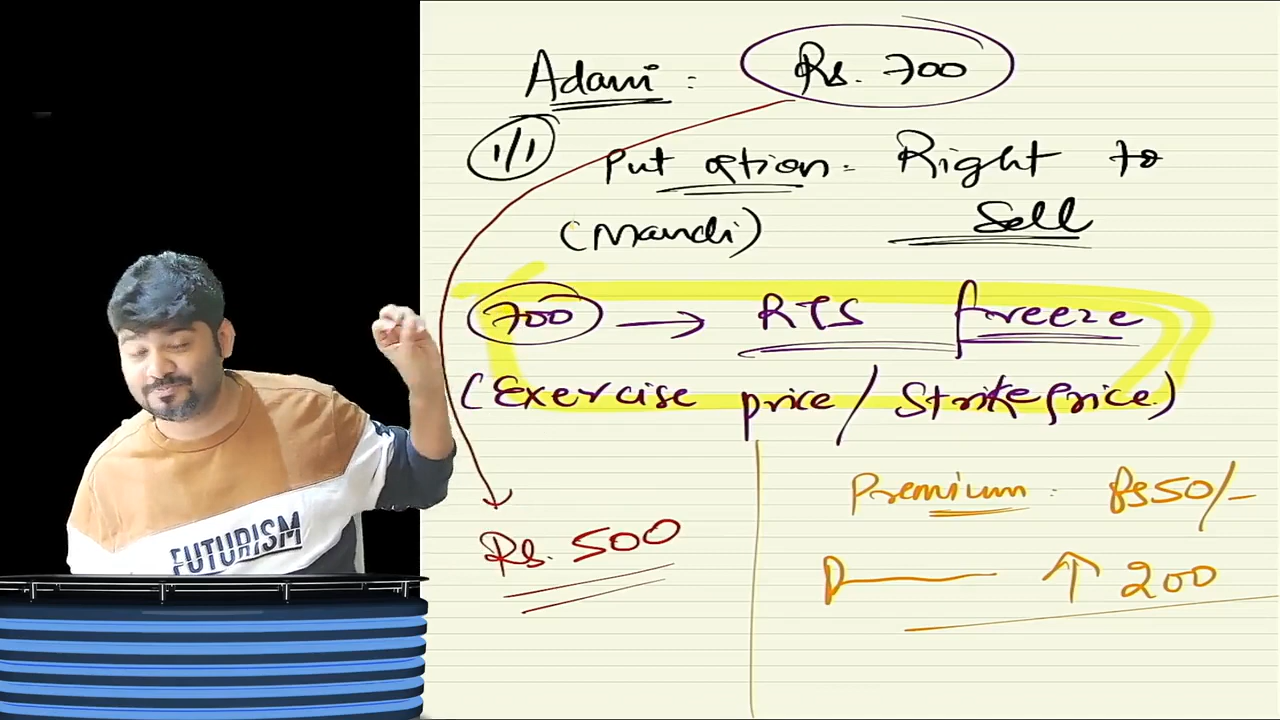 Adani : Rs. 700
1/1 Put option = Right to
(Mandi) Sell
700 → RTS freeze
(Exercise price / Strike price)
Premium : Rs 50/-
Rs. 500
↑ 200
FUTURISM